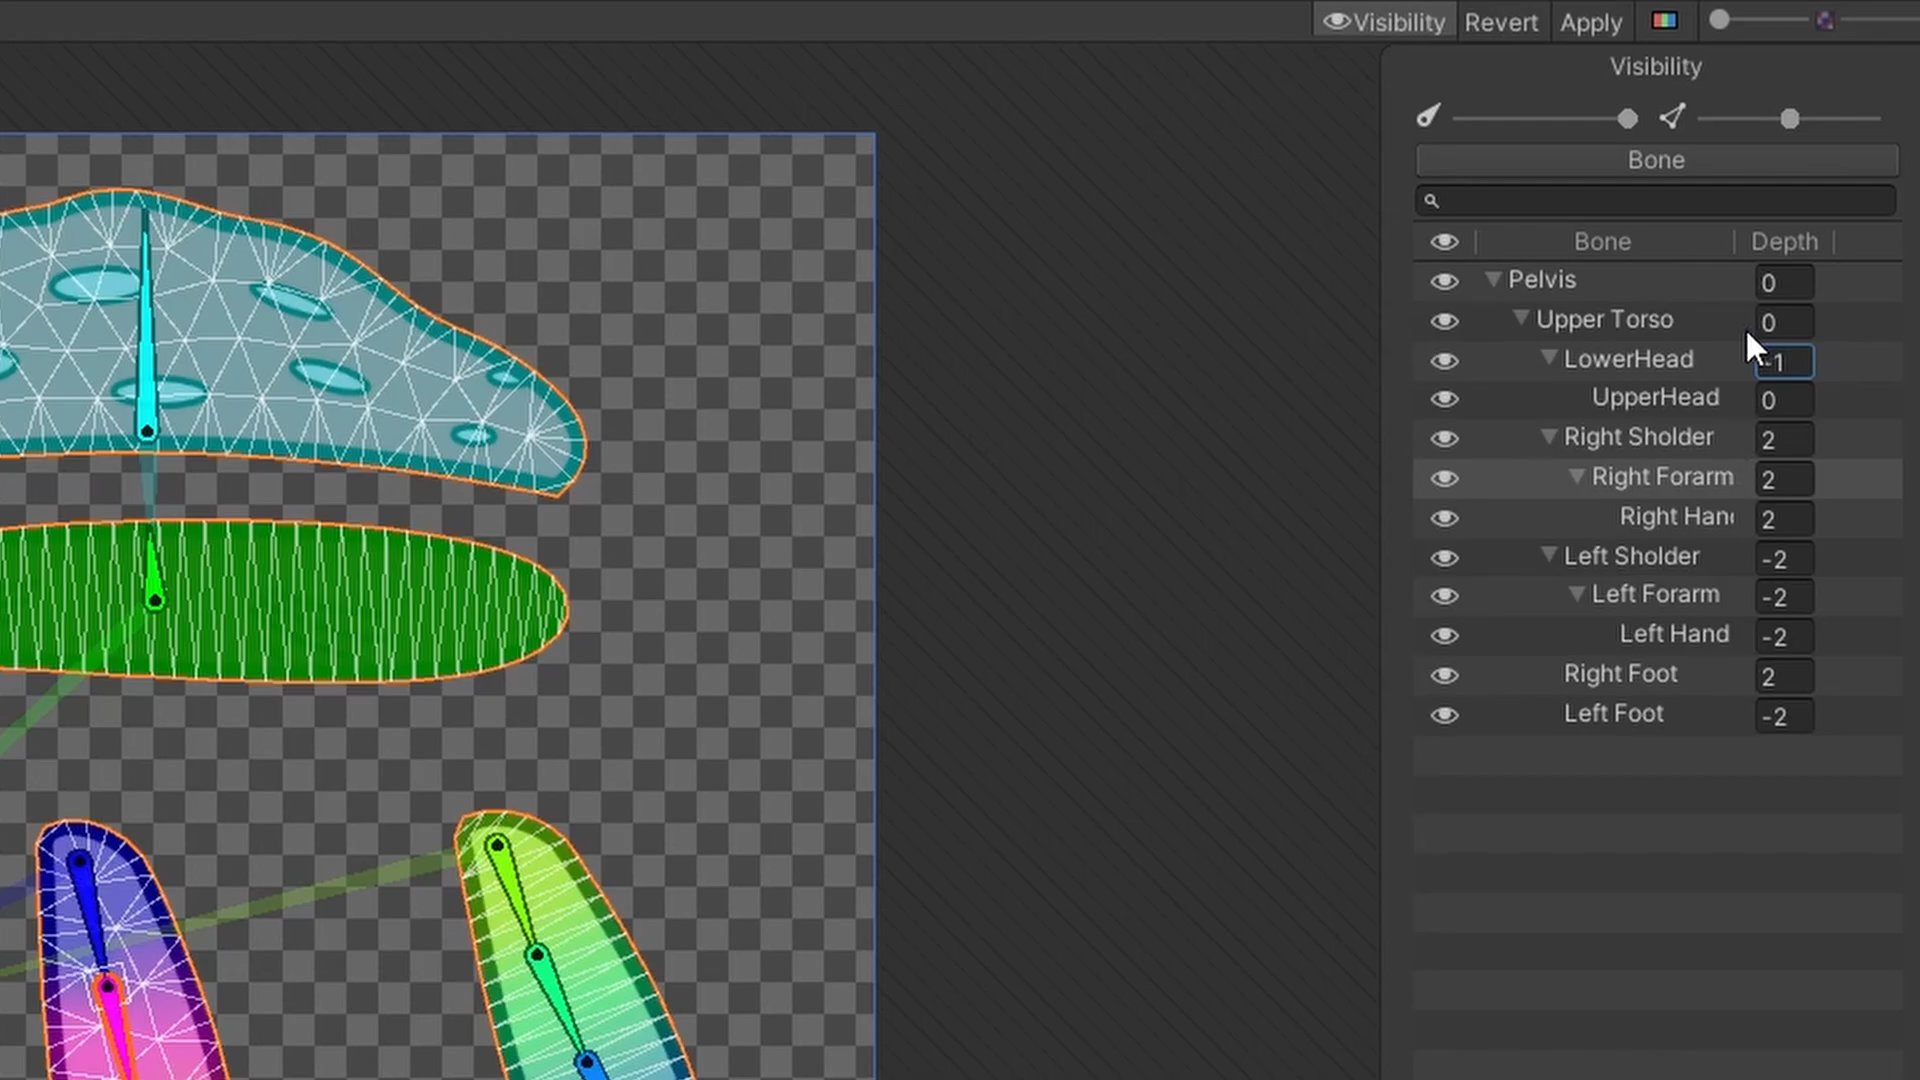 Visibility Revert Apply
Visibility
Bone
Bone Depth
Pelvis 0
Upper Torso 0
LowerHead -1
UpperHead 0
Right Sholder 2
Right Forarm 2
Right Han 2
Left Sholder -2
Left Forarm -2
Left Hand -2
Right Foot 2
Left Foot -2